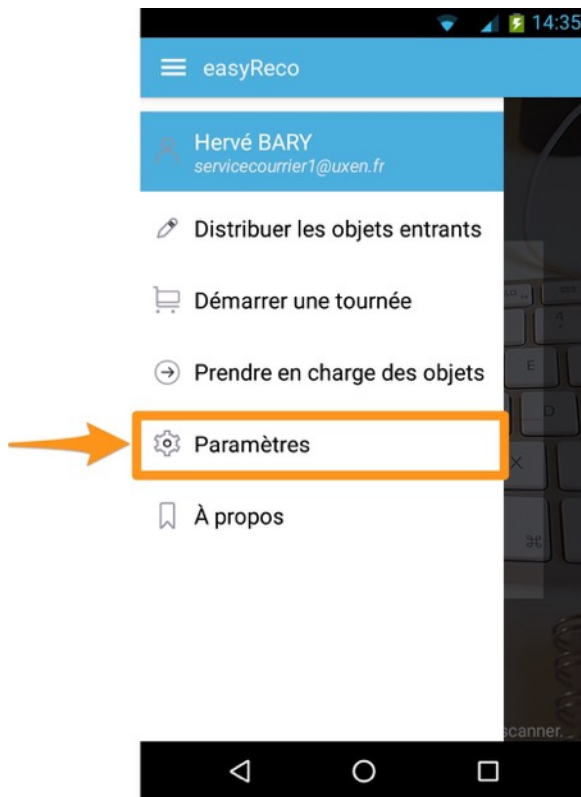 14:35
easyReco
Hervé BARY
servicecourrier1@uxen.fr
Distribuer les objets entrants
Démarrer une tournée
Prendre en charge des objets
Paramètres
À propos
scanner.